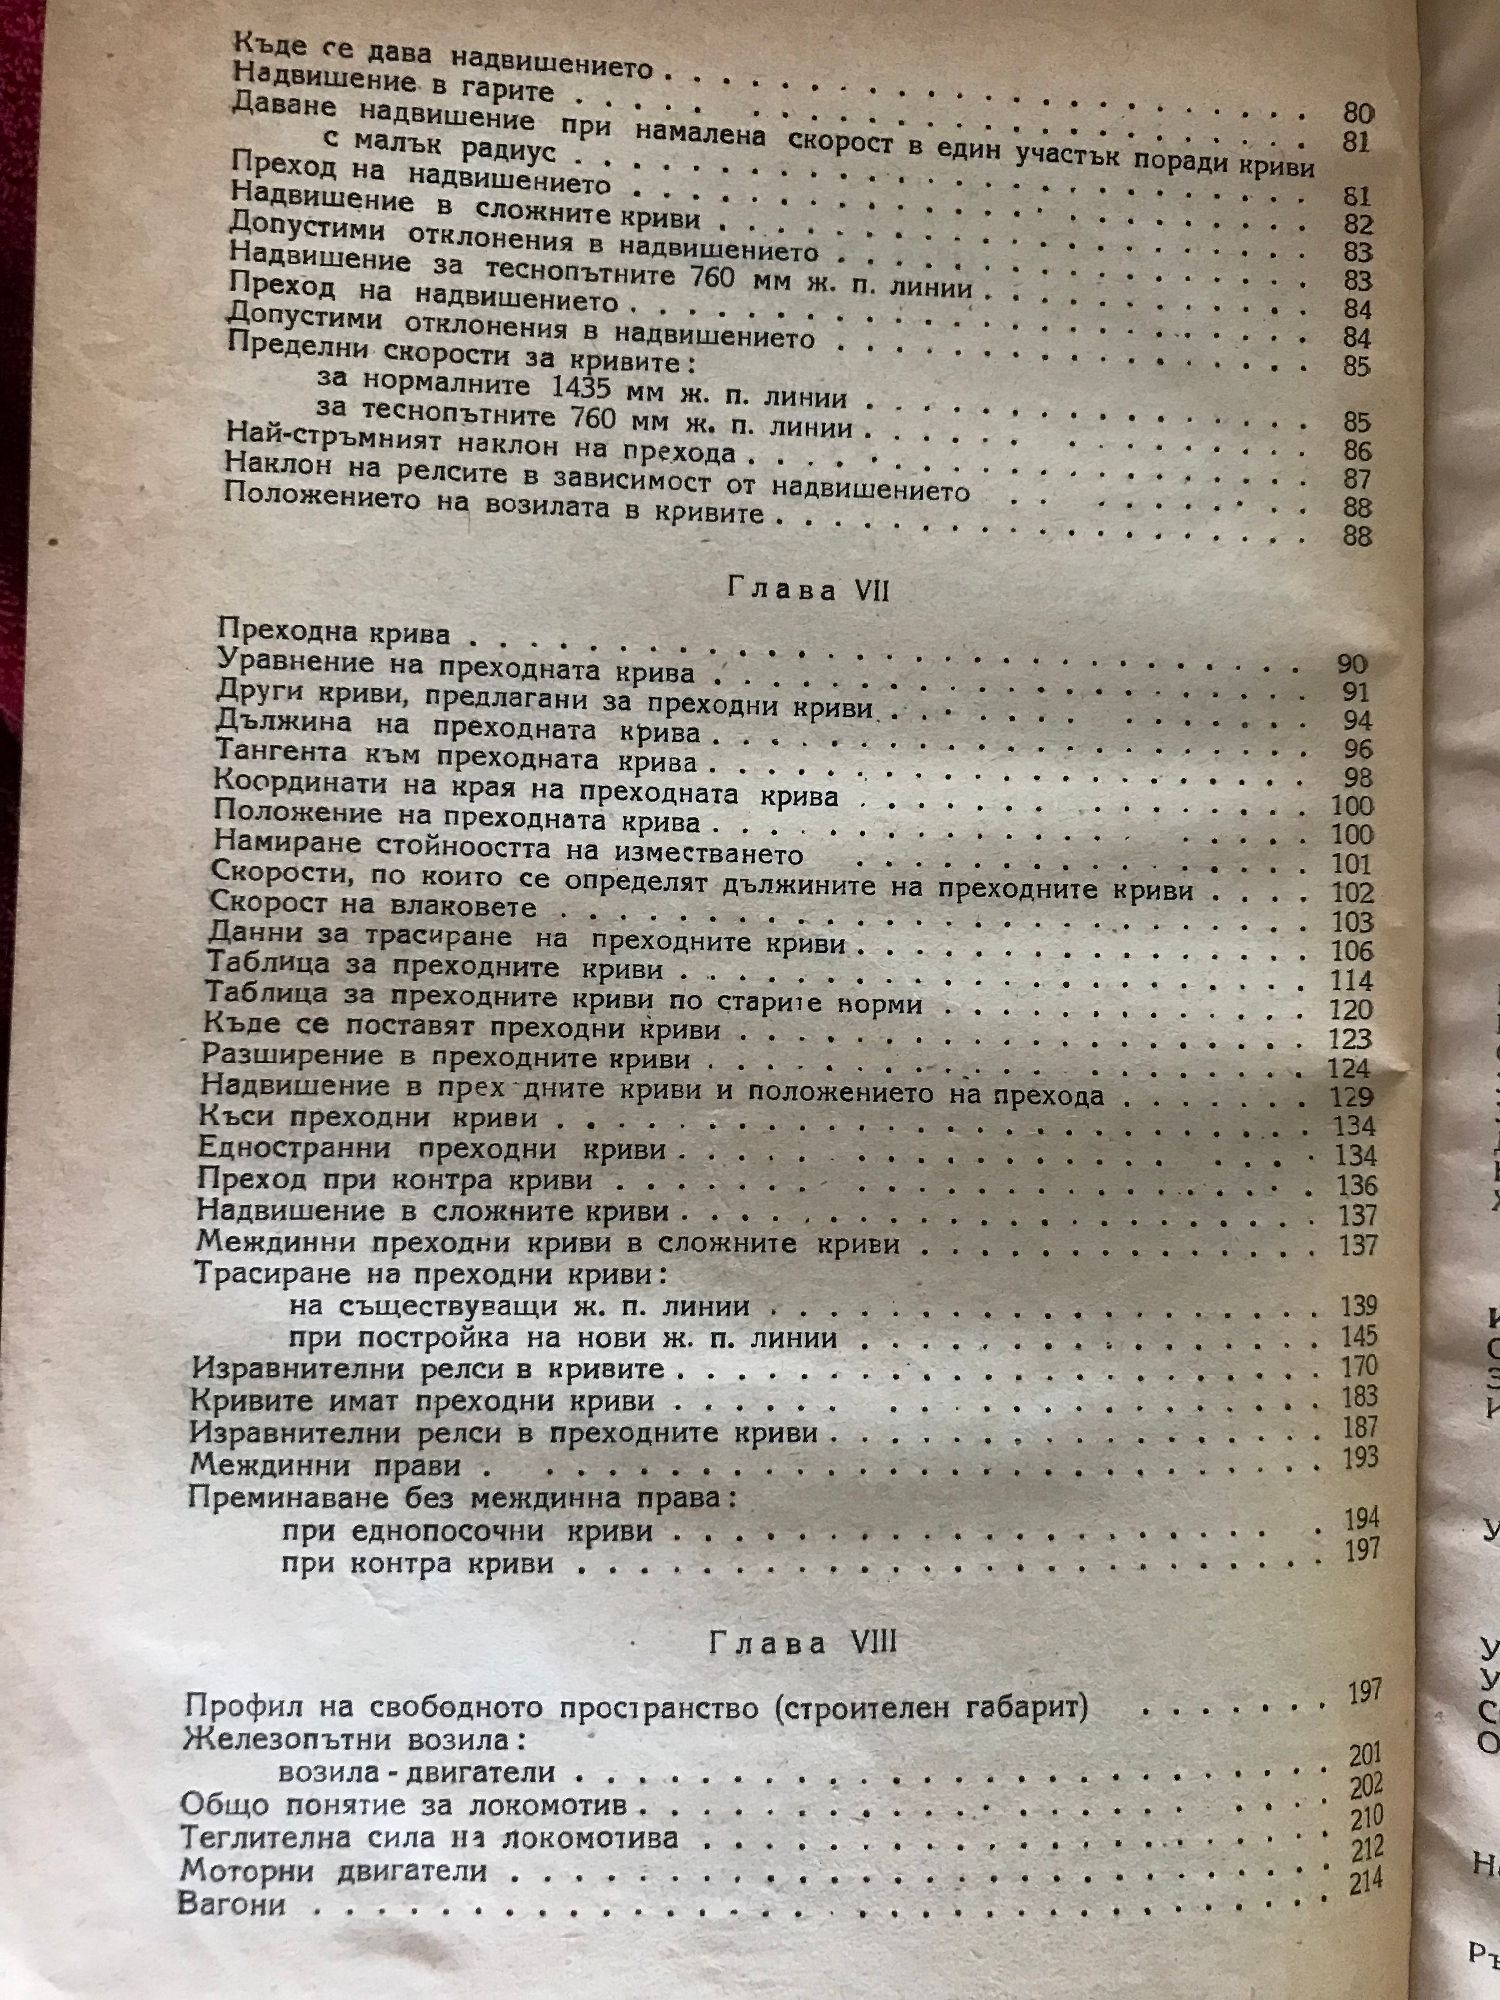 Къде се дава надвишението . . . . . . . . . . . . . . . . . . . . 80
Надвишение в гарите . . . . . . . . . . . . . . . . . . . . . . . 81
Даване надвишение при намалена скорост в един участък поради криви
с малък радиус . . . . . . . . . . . . . . . . . . . . . . . 81
Преход на надвишението . . . . . . . . . . . . . . . . . . . . . . 82
Надвишение в сложните криви . . . . . . . . . . . . . . . . . . . 83
Допустими отклонения в надвишението . . . . . . . . . . . . . . . 83
Надвишение за теснопътните 760 мм ж. п. линии . . . . . . . . . . 84
Преход на надвишението . . . . . . . . . . . . . . . . . . . . . . 84
Допустими отклонения в надвишението . . . . . . . . . . . . . . . 85
Пределни скорости за кривите:
за нормалните 1435 мм ж. п. линии . . . . . . . . . . . . . . 85
за теснопътните 760 мм ж. п. линии . . . . . . . . . . . . . . 86
Най-стръмният наклон на прехода . . . . . . . . . . . . . . . . . 87
Наклон на релсите в зависимост от надвишението . . . . . . . . . . 88
Положението на возилата в кривите . . . . . . . . . . . . . . . . 88
Глава VII
Преходна крива . . . . . . . . . . . . . . . . . . . . . . . . . . 90
Уравнение на преходната крива . . . . . . . . . . . . . . . . . . 91
Други криви, предлагани за преходни криви . . . . . . . . . . . . 94
Дължина на преходната крива . . . . . . . . . . . . . . . . . . . 96
Тангента към преходната крива . . . . . . . . . . . . . . . . . . 98
Координати на края на преходната крива . . . . . . . . . . . . . . 100
Положение на преходната крива . . . . . . . . . . . . . . . . . . 100
Намиране стойноостта на изместването . . . . . . . . . . . . . . . 101
Скорости, по които се определят дължините на преходните криви . . . . 102
Скорост на влаковете . . . . . . . . . . . . . . . . . . . . . . . 103
Данни за трасиране на преходните криви . . . . . . . . . . . . . . 106
Таблица за преходните криви . . . . . . . . . . . . . . . . . . . 114
Таблица за преходните криви по старите норми . . . . . . . . . . . 120
Къде се поставят преходни криви . . . . . . . . . . . . . . . . . 123
Разширение в преходните криви . . . . . . . . . . . . . . . . . . 124
Надвишение в прех дните криви и положението на прехода . . . . . . . 129
Къси преходни криви . . . . . . . . . . . . . . . . . . . . . . . 134
Едностранни преходни криви . . . . . . . . . . . . . . . . . . . . 134
Преход при контра криви . . . . . . . . . . . . . . . . . . . . . 136
Надвишение в сложните криви . . . . . . . . . . . . . . . . . . . 137
Междинни преходни криви в сложните криви . . . . . . . . . . . . . 137
Трасиране на преходни криви:
на съществуващи ж. п. линии . . . . . . . . . . . . . . . . . 139
при постройка на нови ж. п. линии . . . . . . . . . . . . . . 145
Изравнителни релси в кривите . . . . . . . . . . . . . . . . . . . 170
Кривите имат преходни криви . . . . . . . . . . . . . . . . . . . 183
Изравнителни релси в преходните криви . . . . . . . . . . . . . . 187
Междинни прави . . . . . . . . . . . . . . . . . . . . . . . . . . 193
Преминаване без междинна права:
при еднопосочни криви . . . . . . . . . . . . . . . . . . . . 194
при контра криви . . . . . . . . . . . . . . . . . . . . . . . 197
Глава VIII
Профил на свободното пространство (строителен габарит) . . . . . . . 197
Железопътни возила:
возила - двигатели . . . . . . . . . . . . . . . . . . . . . . 201
Общо понятие за локомотив . . . . . . . . . . . . . . . . . . . . 202
Теглителна сила на локомотива . . . . . . . . . . . . . . . . . . 210
Моторни двигатели . . . . . . . . . . . . . . . . . . . . . . . . 212
Вагони . . . . . . . . . . . . . . . . . . . . . . . . . . . . . . 214